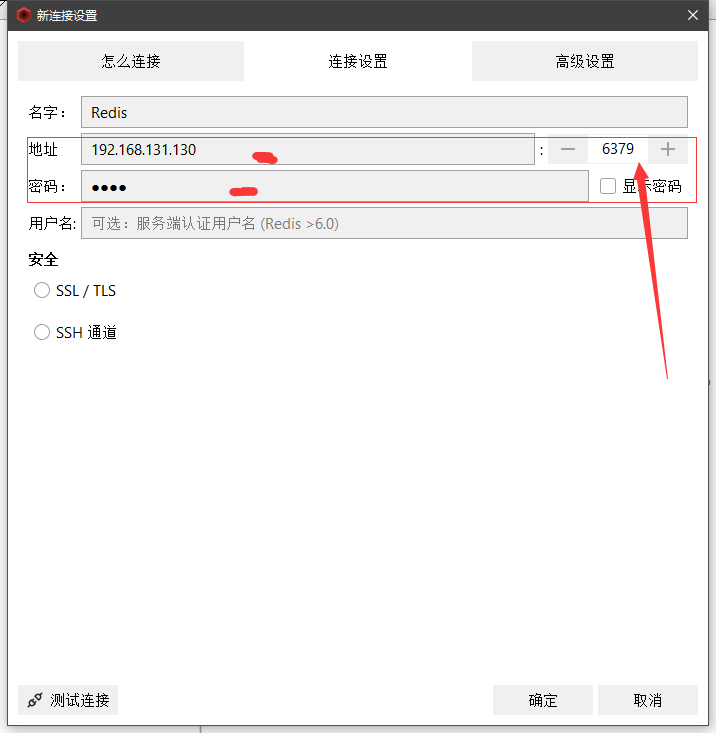 新连接设置
怎么连接 连接设置 高级设置
名字： Redis
地址 192.168.131.130 : 6379
密码： ●●●● 显示密码
用户名: 可选：服务端认证用户名 (Redis >6.0)
安全
SSL / TLS
SSH 通道
测试连接 确定 取消